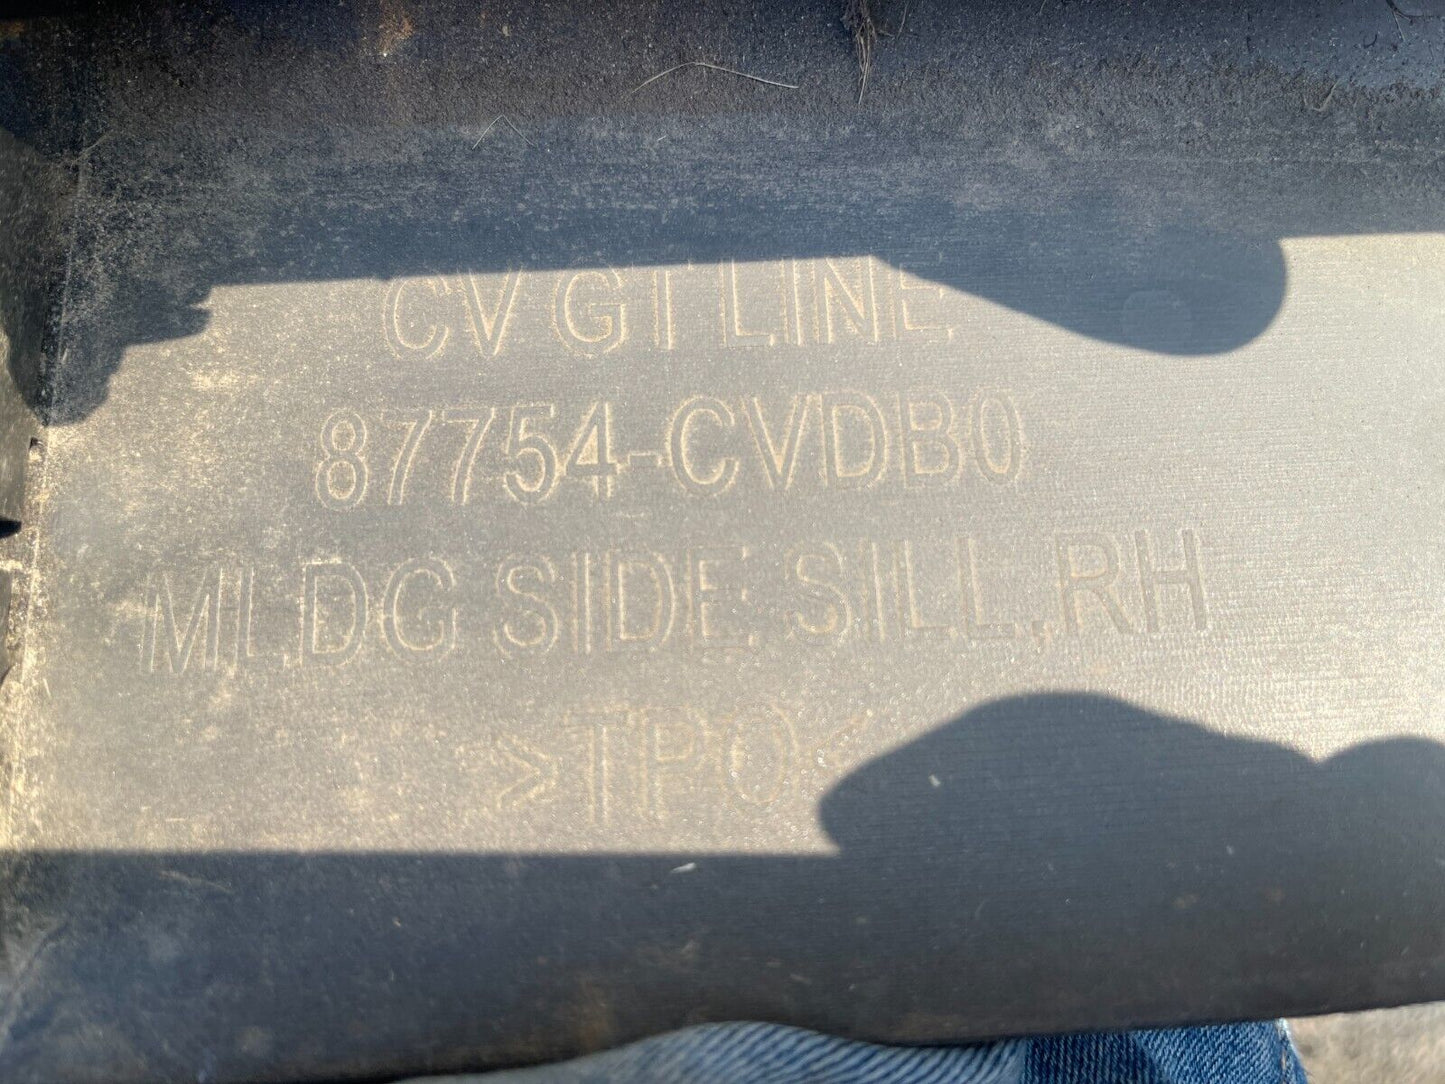 CV GT LINE
87754-CVDB0
MLDG SIDE SILL,RH
>TPO<